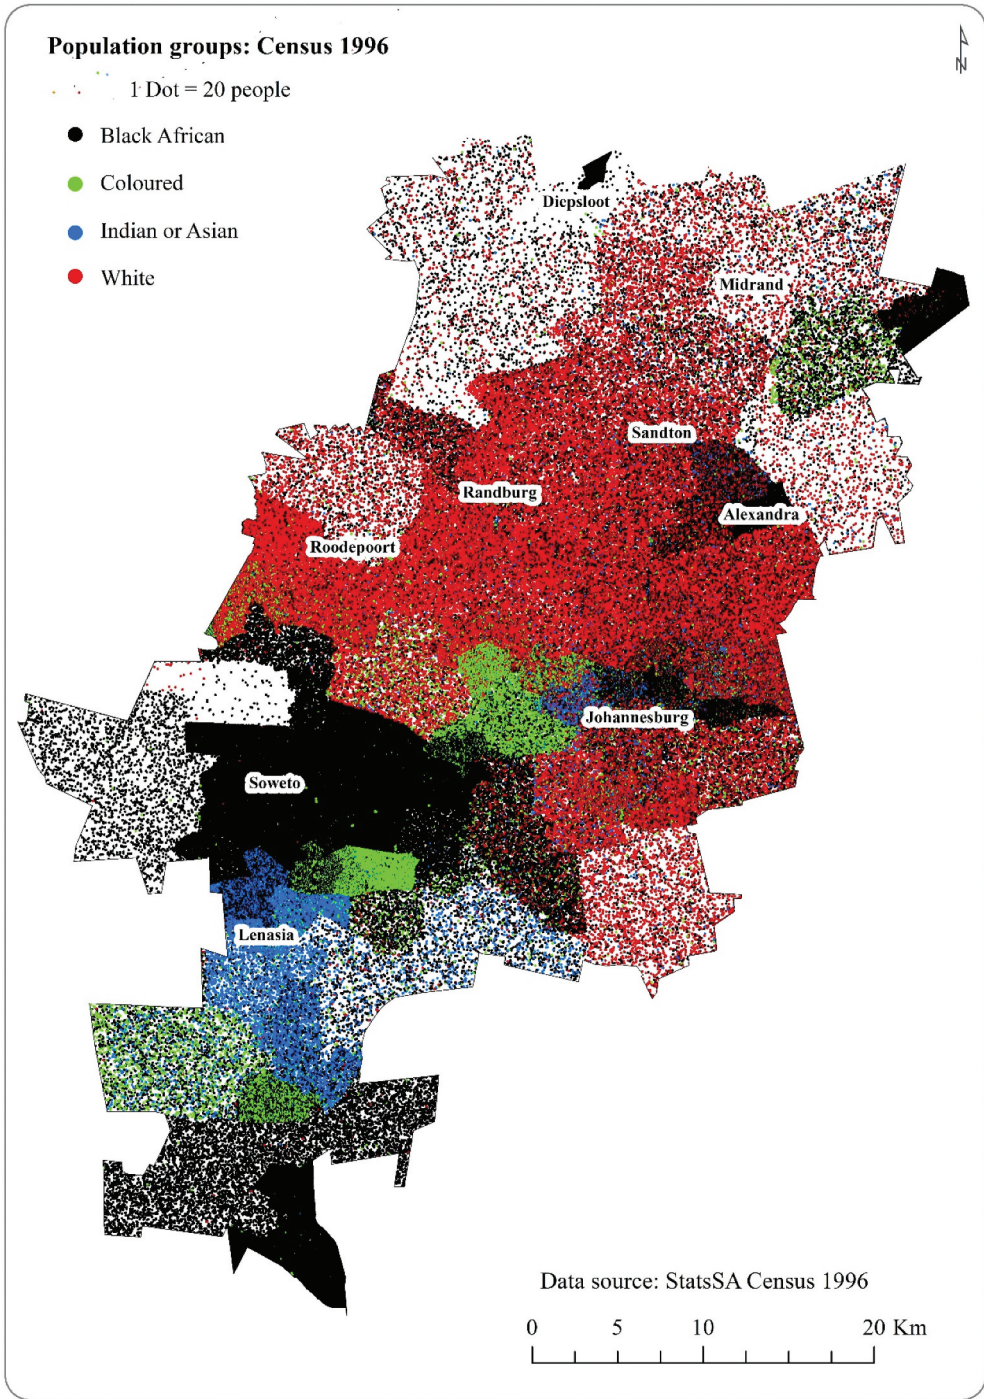 Population groups: Census 1996
1 Dot = 20 people
Black African
Coloured
Indian or Asian
White
N
Diepsloot
Midrand
Sandton
Randburg
Alexandra
Roodepoort
Johannesburg
Soweto
Lenasia
Data source: StatsSA Census 1996
0 5 10 20 Km